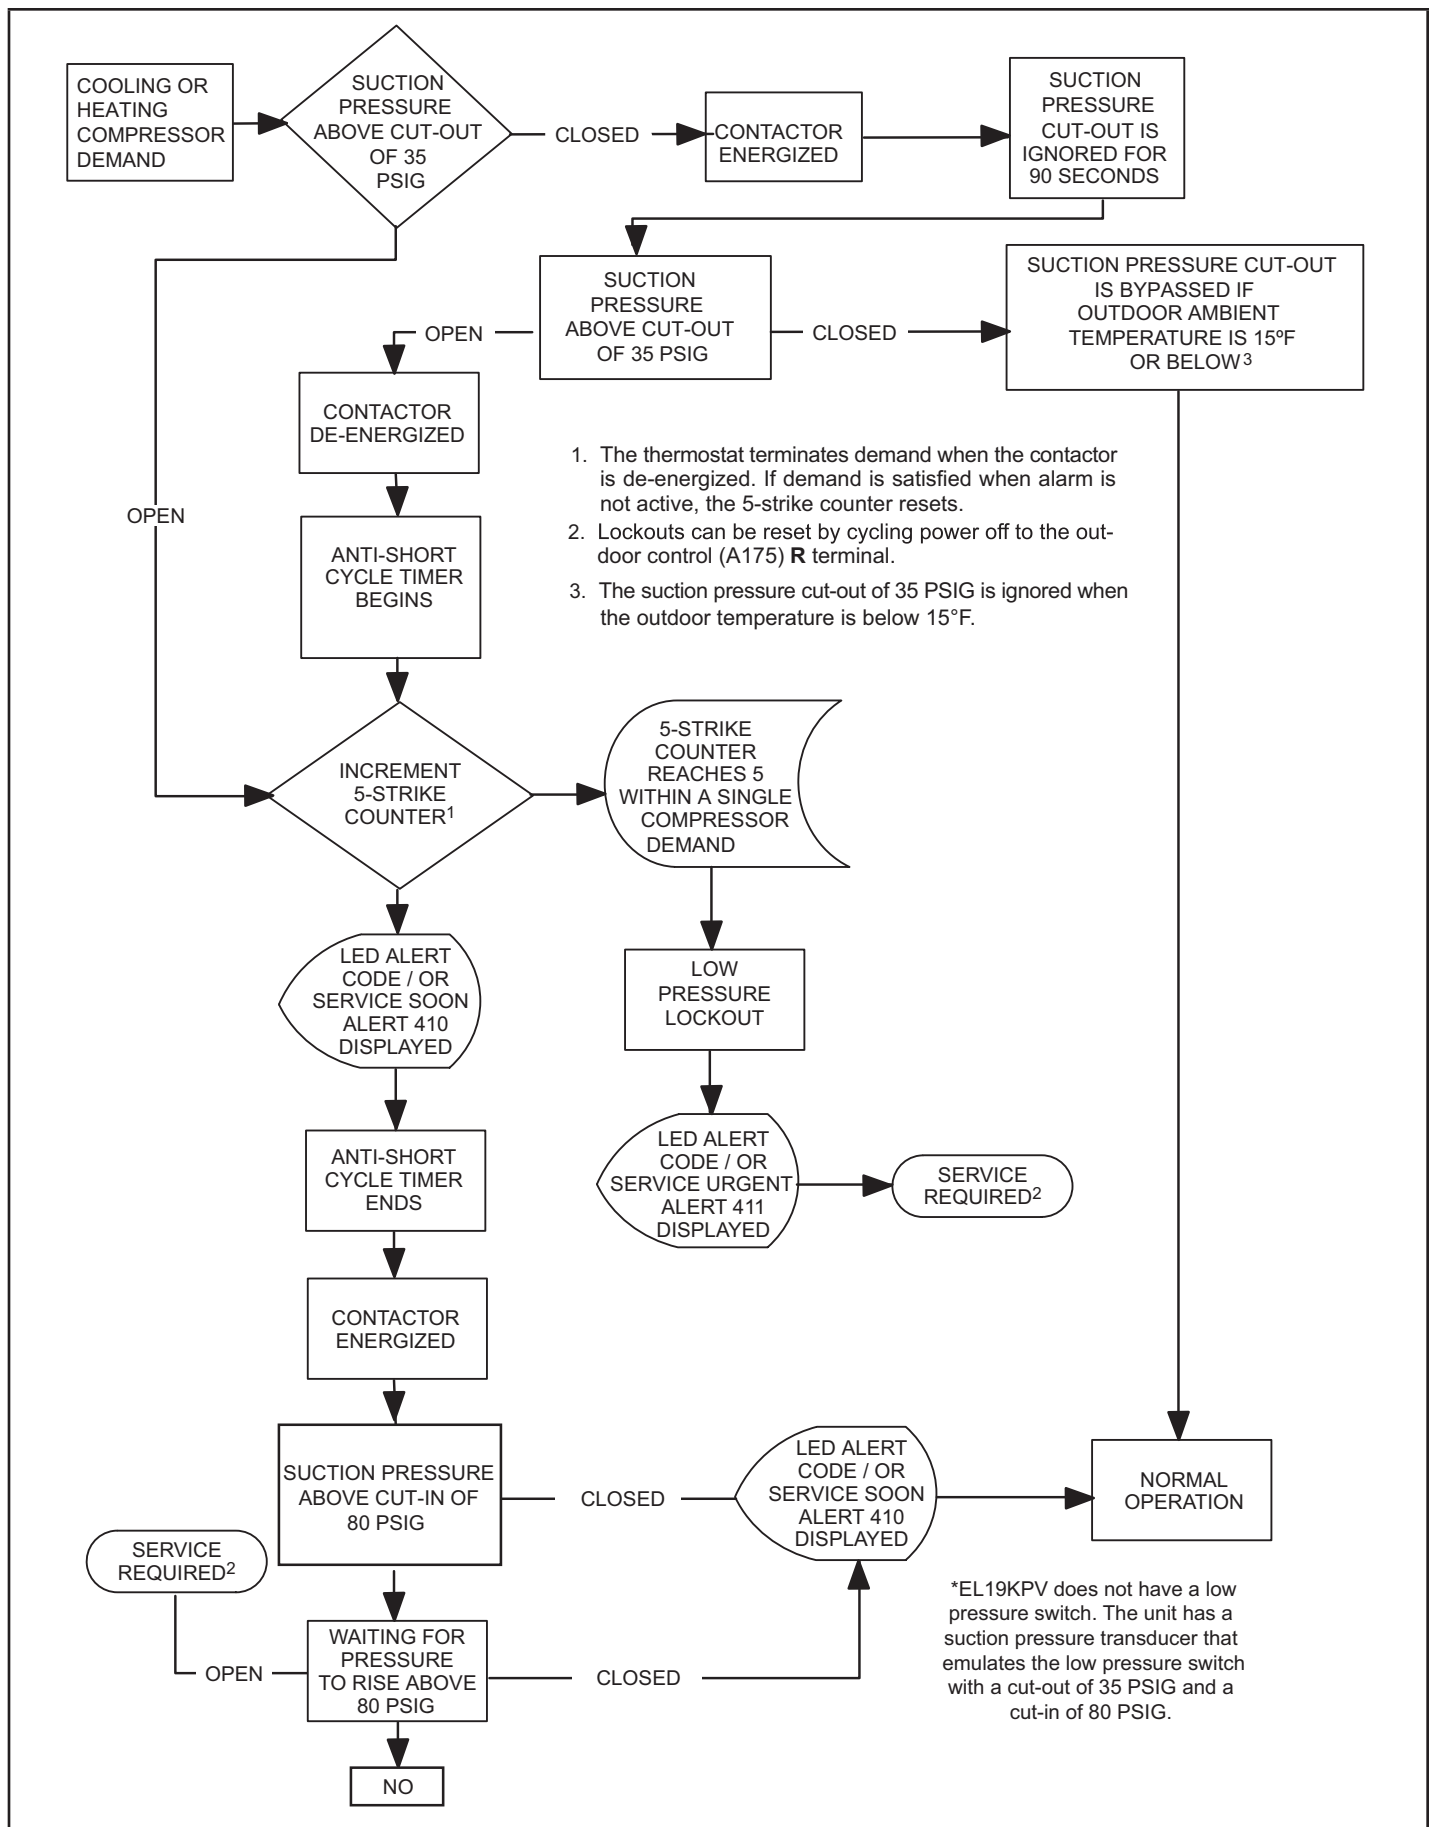 COOLING OR
HEATING
COMPRESSOR
DEMAND
SUCTION
PRESSURE
ABOVE CUT-OUT
OF 35
PSIG
CLOSED
CONTACTOR
ENERGIZED
SUCTION
PRESSURE
CUT-OUT IS
IGNORED FOR
90 SECONDS
SUCTION
PRESSURE
ABOVE CUT-OUT
OF 35 PSIG
OPEN
CLOSED
SUCTION PRESSURE CUT-OUT
IS BYPASSED IF
OUTDOOR AMBIENT
TEMPERATURE IS 15ºF
OR BELOW3
CONTACTOR
DE-ENERGIZED
1. The thermostat terminates demand when the contactor
is de-energized. If demand is satisfied when alarm is
not active, the 5-strike counter resets.
2. Lockouts can be reset by cycling power off to the out-
door control (A175) R terminal.
3. The suction pressure cut-out of 35 PSIG is ignored when
the outdoor temperature is below 15°F.
OPEN
ANTI-SHORT
CYCLE TIMER
BEGINS
INCREMENT
5-STRIKE
COUNTER1
5-STRIKE
COUNTER
REACHES 5
WITHIN A SINGLE
COMPRESSOR
DEMAND
LED ALERT
CODE / OR
SERVICE SOON
ALERT 410
DISPLAYED
LOW
PRESSURE
LOCKOUT
ANTI-SHORT
CYCLE TIMER
ENDS
LED ALERT
CODE / OR
SERVICE URGENT
ALERT 411
DISPLAYED
SERVICE
REQUIRED2
CONTACTOR
ENERGIZED
SUCTION PRESSURE
ABOVE CUT-IN OF
80 PSIG
CLOSED
LED ALERT
CODE / OR
SERVICE SOON
ALERT 410
DISPLAYED
NORMAL
OPERATION
SERVICE
REQUIRED2
OPEN
WAITING FOR
PRESSURE
TO RISE ABOVE
80 PSIG
CLOSED
NO
*EL19KPV does not have a low
pressure switch. The unit has a
suction pressure transducer that
emulates the low pressure switch
with a cut-out of 35 PSIG and a
cut-in of 80 PSIG.